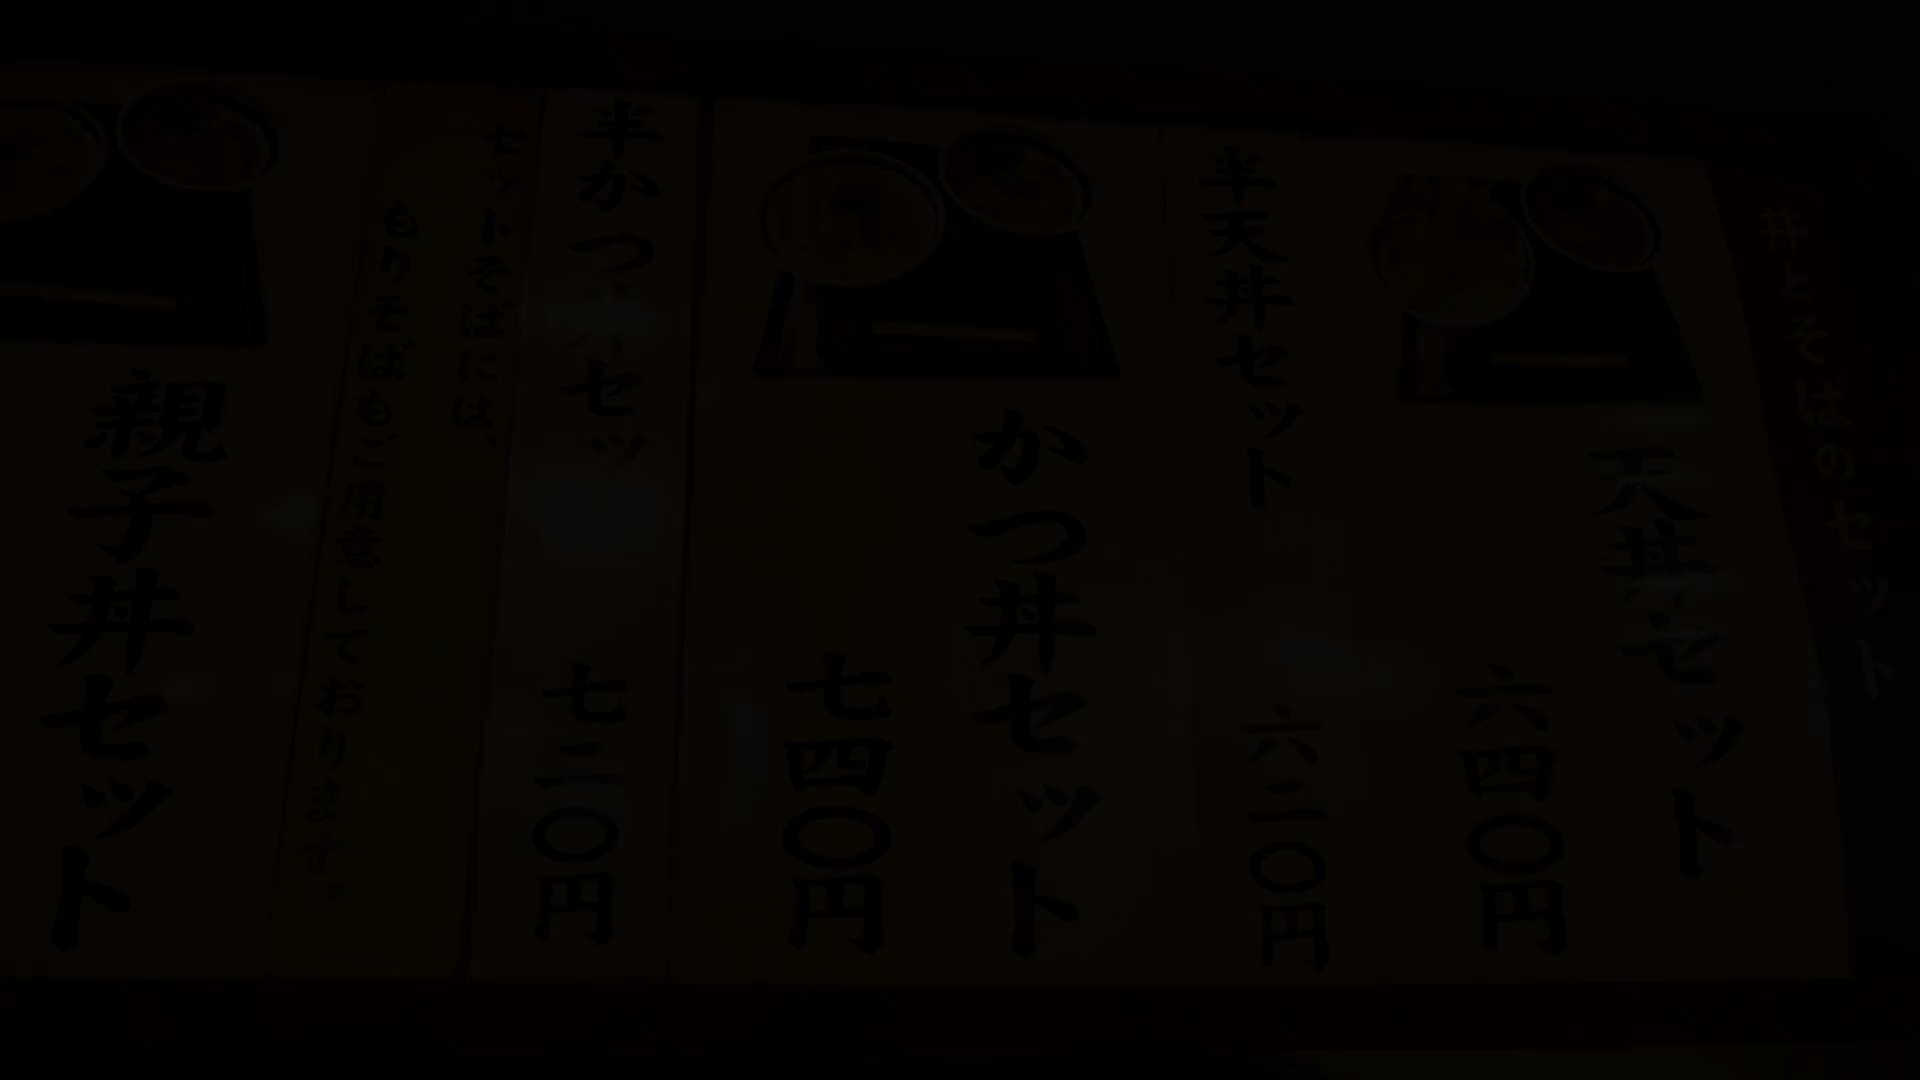 丼とそばのセット
天丼セット
六四〇円
半天丼セット
六二〇円
かつ丼セット
七四〇円
半かつ丼セット
七二〇円
セットそばには、
もりそばもご用意しております。
親子丼セット